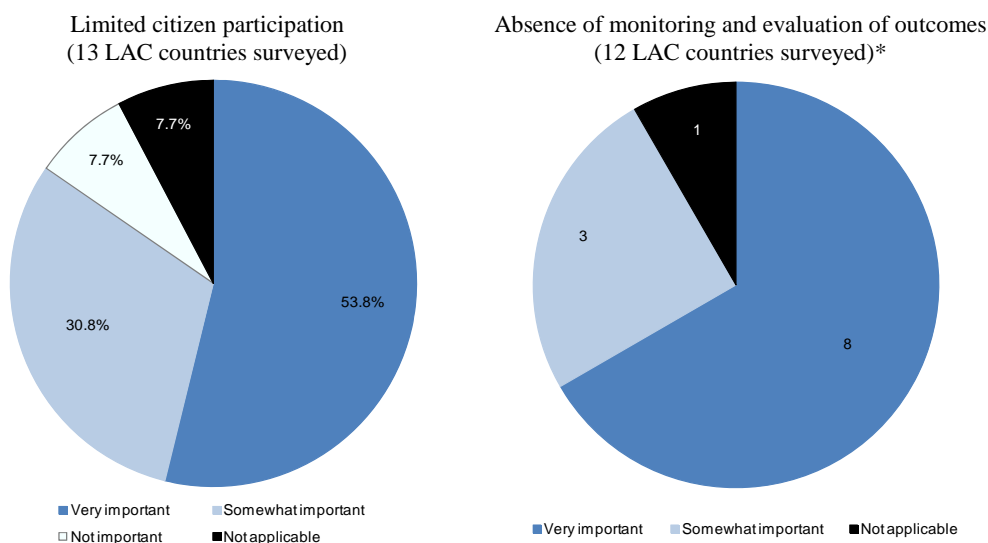 Limited citizen participation
(13 LAC countries surveyed)
7.7%
7.7%
53.8%
30.8%
Very important Somewhat important
Not important Not applicable
Absence of monitoring and evaluation of outcomes
(12 LAC countries surveyed)*
1
3
8
Very important Somewhat important Not applicable